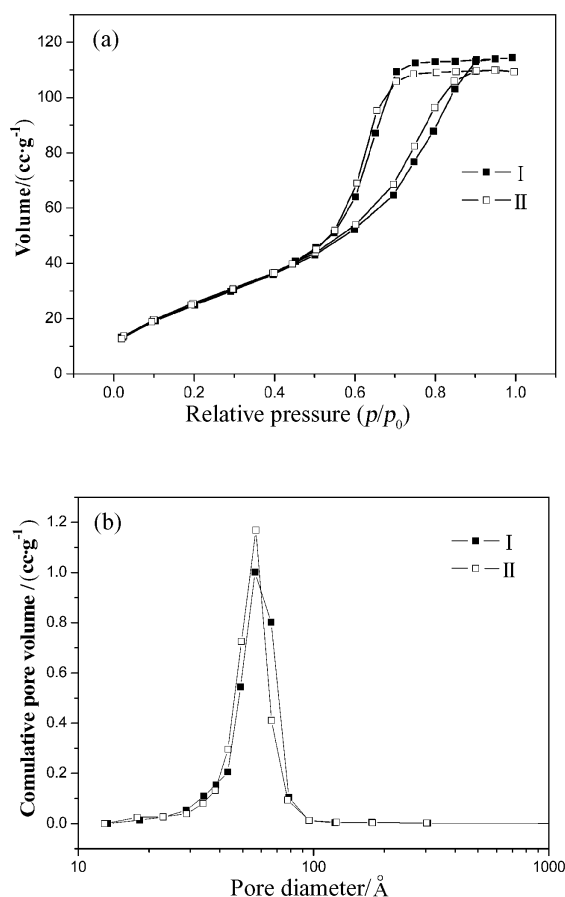 (a)
120
100
80
60
40
20
0
Volume/(cc·g⁻¹)
I
II
0.0 0.2 0.4 0.6 0.8 1.0
Relative pressure (p/p₀)
(b)
1.2
1.0
0.8
0.6
0.4
0.2
0.0
Comulative pore volume /(cc·g⁻¹)
I
II
10 100 1000
Pore diameter/Å